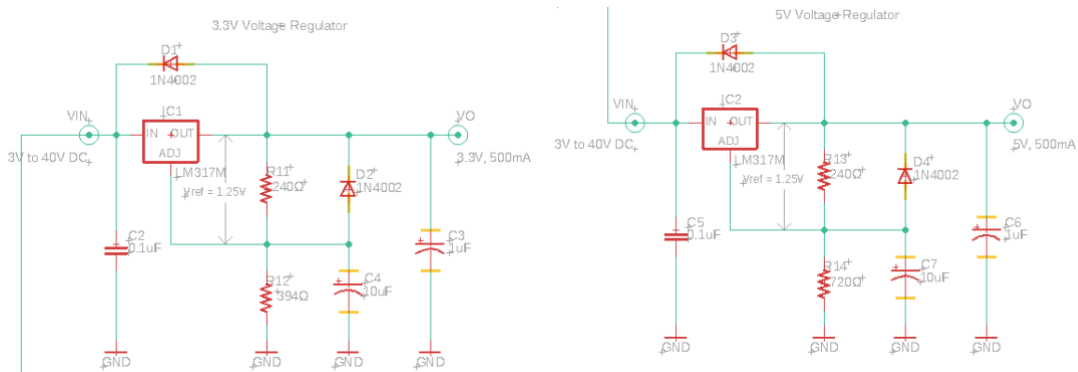 3.3V Voltage Regulator
D1
1N4002
VIN
IC1
VO
IN
OUT
ADJ
3V to 40V DC
LM317M
Vref = 1.25V
R11
240Ω
D2
1N4002
3.3V, 500mA
C2
0.1uF
C3
1uF
R12
394Ω
C4
10uF
GND
GND
GND
GND
5V Voltage Regulator
D3
1N4002
VIN
IC2
VO
IN
OUT
ADJ
3V to 40V DC
LM317M
Vref = 1.25V
R13
240Ω
D4
1N4002
5V, 500mA
C5
0.1uF
C6
1uF
R14
720Ω
C7
10uF
GND
GND
GND
GND